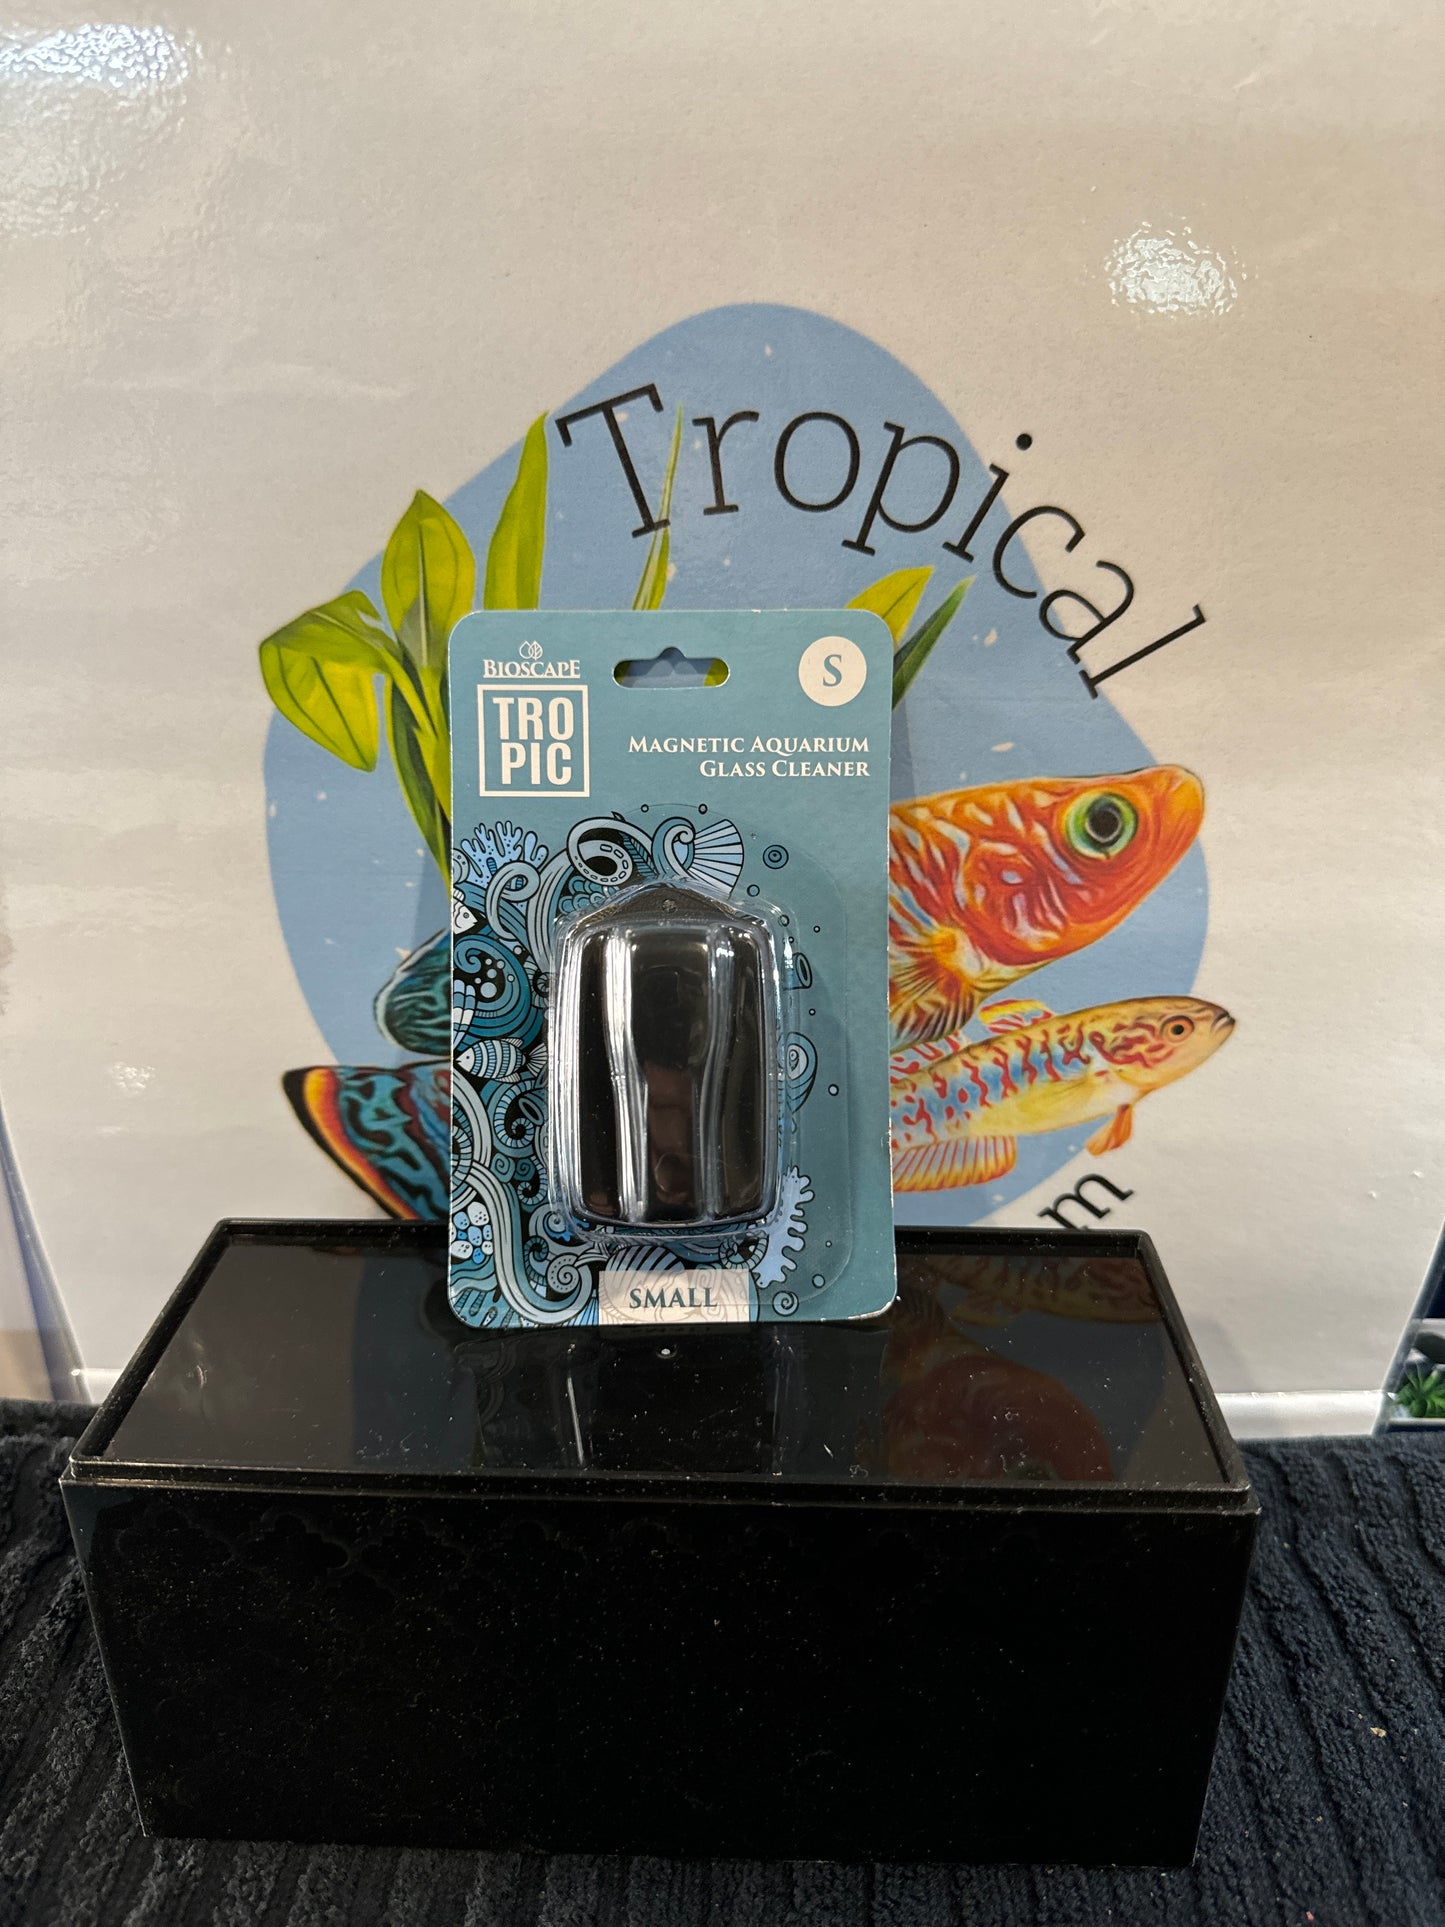 Tropical
BIOSCAPE
TRO
PIC
S
MAGNETIC AQUARIUM
GLASS CLEANER
SMALL